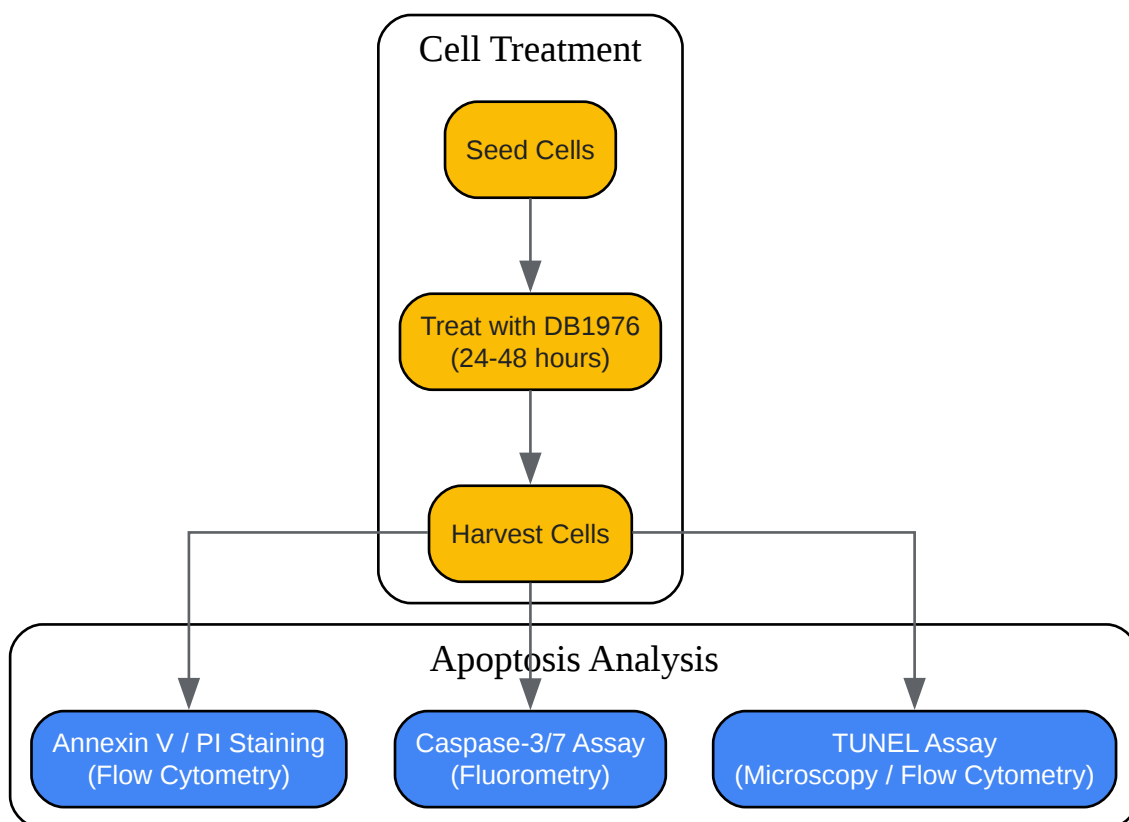 Cell Treatment
Seed Cells
Treat with DB1976
(24-48 hours)
Harvest Cells
Apoptosis Analysis
Annexin V / PI Staining
(Flow Cytometry)
Caspase-3/7 Assay
(Fluorometry)
TUNEL Assay
(Microscopy / Flow Cytometry)